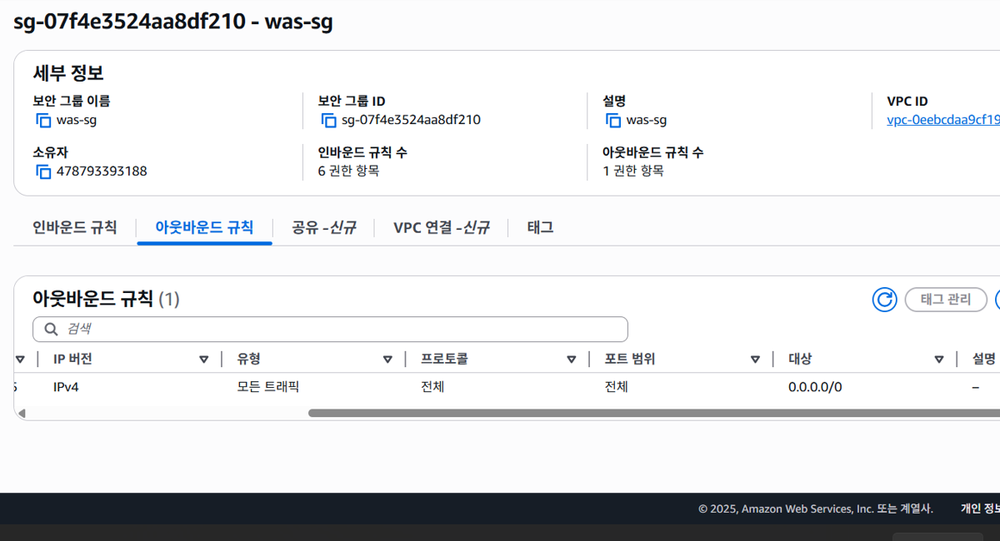 sg-07f4e3524aa8df210 - was-sg
세부 정보
보안 그룹 이름
was-sg
보안 그룹 ID
sg-07f4e3524aa8df210
설명
was-sg
VPC ID
vpc-0eebcdaa9cf19
소유자
478793393188
인바운드 규칙 수
6 권한 항목
아웃바운드 규칙 수
1 권한 항목
인바운드 규칙 아웃바운드 규칙 공유 -신규 VPC 연결 -신규 태그
아웃바운드 규칙 (1)
태그 관리
검색
IP 버전 유형 프로토콜 포트 범위 대상 설명
IPv4 모든 트래픽 전체 전체 0.0.0.0/0 –
© 2025, Amazon Web Services, Inc. 또는 계열사. 개인 정보